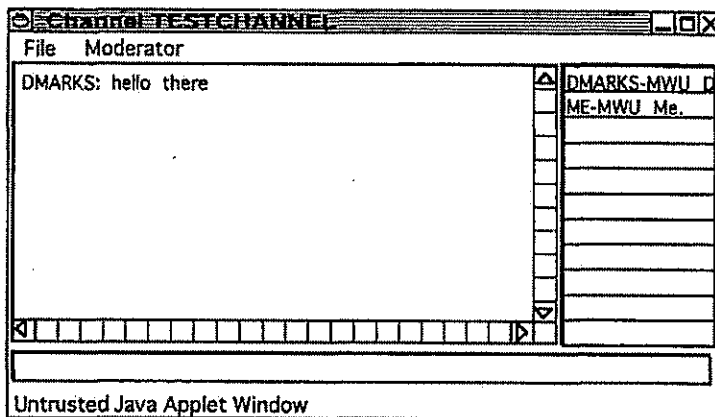 Channel TESTCHANNEL
File Moderator
DMARKS: hello there
DMARKS-MWU D
ME-MWU Me.
Untrusted Java Applet Window